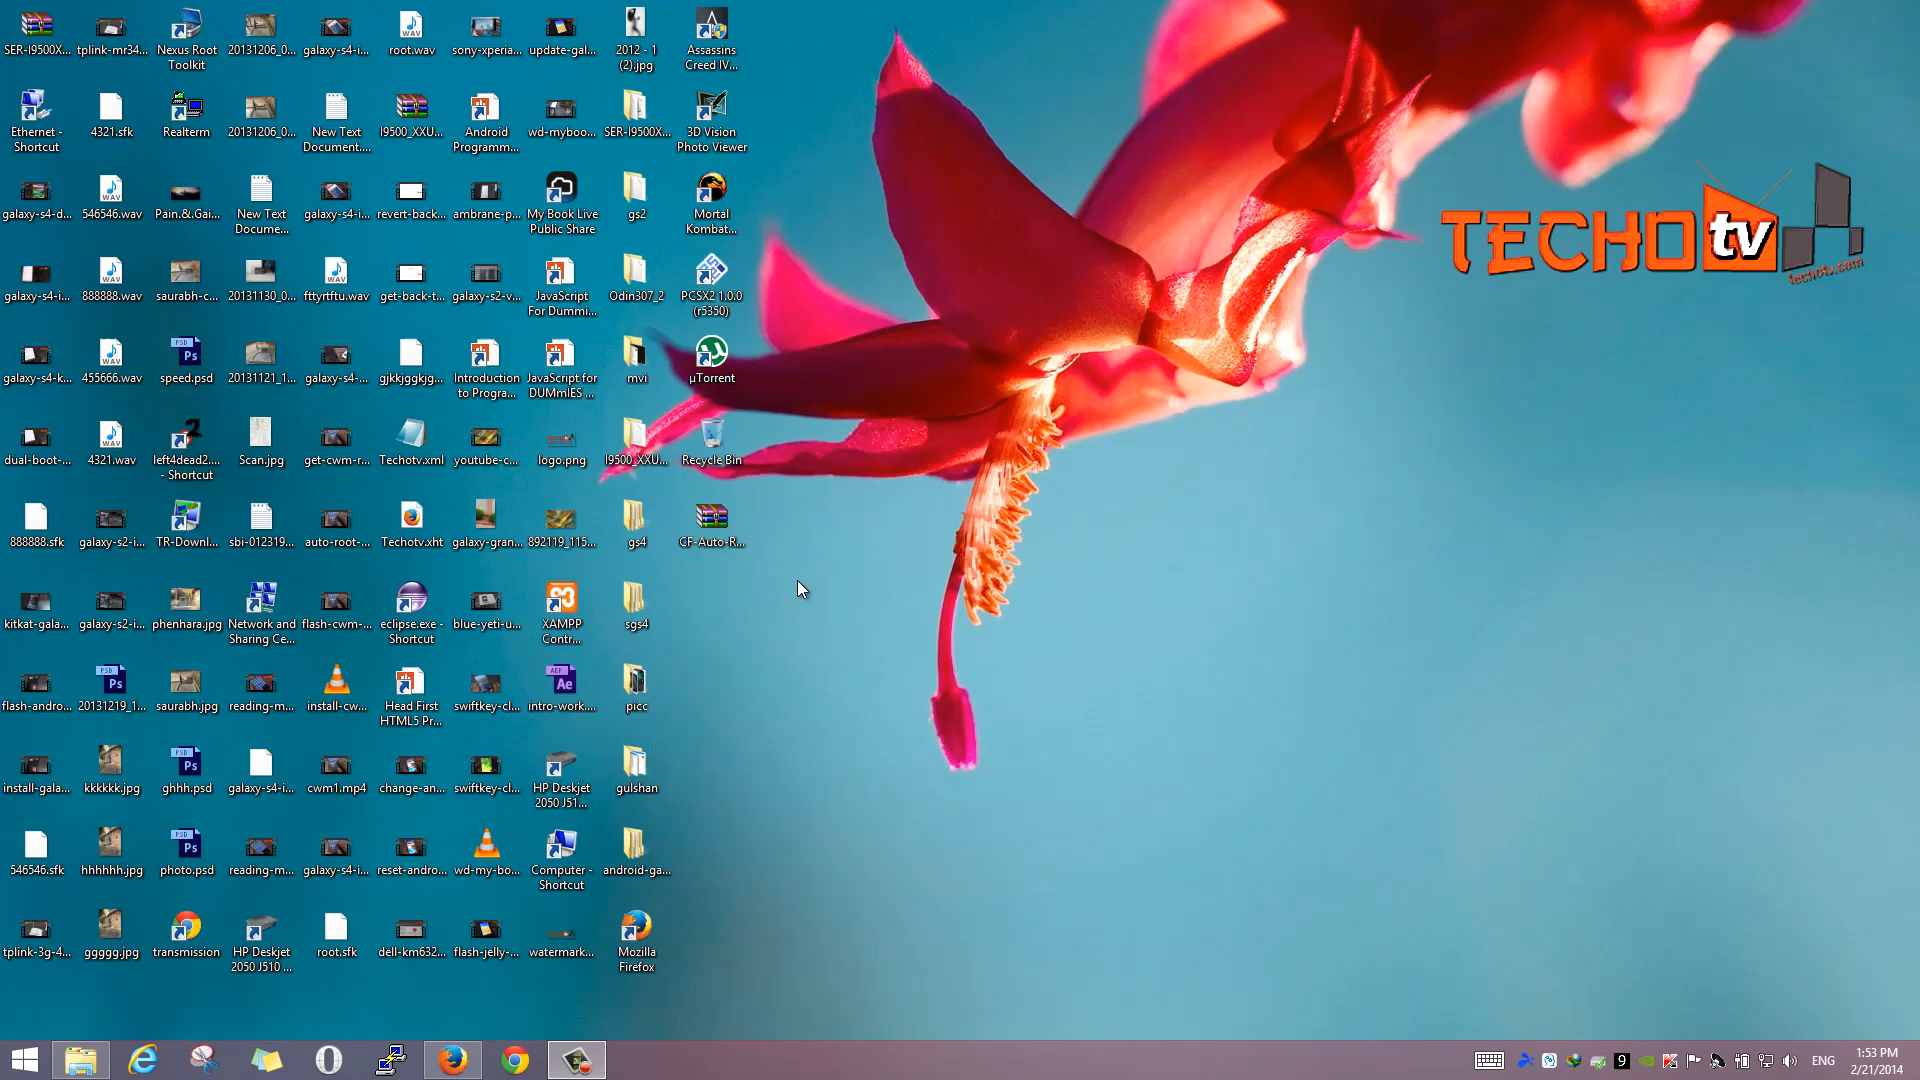 SER-I9500X...
tplink-mr34...
Nexus Root
Toolkit
20131206_0...
galaxy-s4-i...
root.wav
sony-xperia...
update-gal...
2012 - 1
(2).jpg
Assassins
Creed IV...
Ethernet -
Shortcut
4321.sfk
Realterm
20131206_0...
New Text
Document....
I9500_XXU...
Android
Programm...
wd-myboo...
SER-I9500X...
3D Vision
Photo Viewer
galaxy-s4-d...
546546.wav
Pain.&.Gai...
New Text
Docume...
galaxy-s4-i...
revert-back...
ambrane-p...
My Book Live
Public Share
gs2
Mortal
Kombat...
TECHO tv
techotv.com
galaxy-s4-i...
888888.wav
saurabh-c...
20131130_0...
fttyrtftu.wav
get-back-t...
galaxy-s2-v...
JavaScript
For Dummi...
Odin307_2
PCSX2 1.0.0
(r5350)
galaxy-s4-k...
455666.wav
speed.psd
20131121_1...
galaxy-s4-...
gjkkjggkjg...
Introduction
to Progra...
JavaScript for
DUMmIES ...
mvi
µTorrent
dual-boot-...
4321.wav
left4dead2....
- Shortcut
Scan.jpg
get-cwm-r...
Techotv.xml
youtube-c...
logo.png
I9500_XXU...
Recycle Bin
888888.sfk
galaxy-s2-i...
TR-Downl...
sbi-012319...
auto-root-...
Techotv.xht
galaxy-gran...
892119_115...
gs4
CF-Auto-R...
kitkat-gala...
galaxy-s2-i...
phenhara.jpg
Network and
Sharing Ce...
flash-cwm-...
eclipse.exe -
Shortcut
blue-yeti-u...
XAMPP
Contr...
sgs4
flash-andro...
20131219_1...
saurabh.jpg
reading-m...
install-cw...
Head First
HTML5 Pr...
swiftkey-cl...
intro-work....
picc
install-gala...
kkkkkk.jpg
ghhh.psd
galaxy-s4-i...
cwm1.mp4
change-an...
swiftkey-cl...
HP Deskjet
2050 J51...
gulshan
546546.sfk
hhhhhh.jpg
photo.psd
reading-m...
galaxy-s4-i...
reset-andro...
wd-my-bo...
Computer -
Shortcut
android-ga...
tplink-3g-4...
ggggg.jpg
transmission
HP Deskjet
2050 J510 ...
root.sfk
dell-km632...
flash-jelly-...
watermark...
Mozilla
Firefox
9
ENG
1:53 PM
2/21/2014